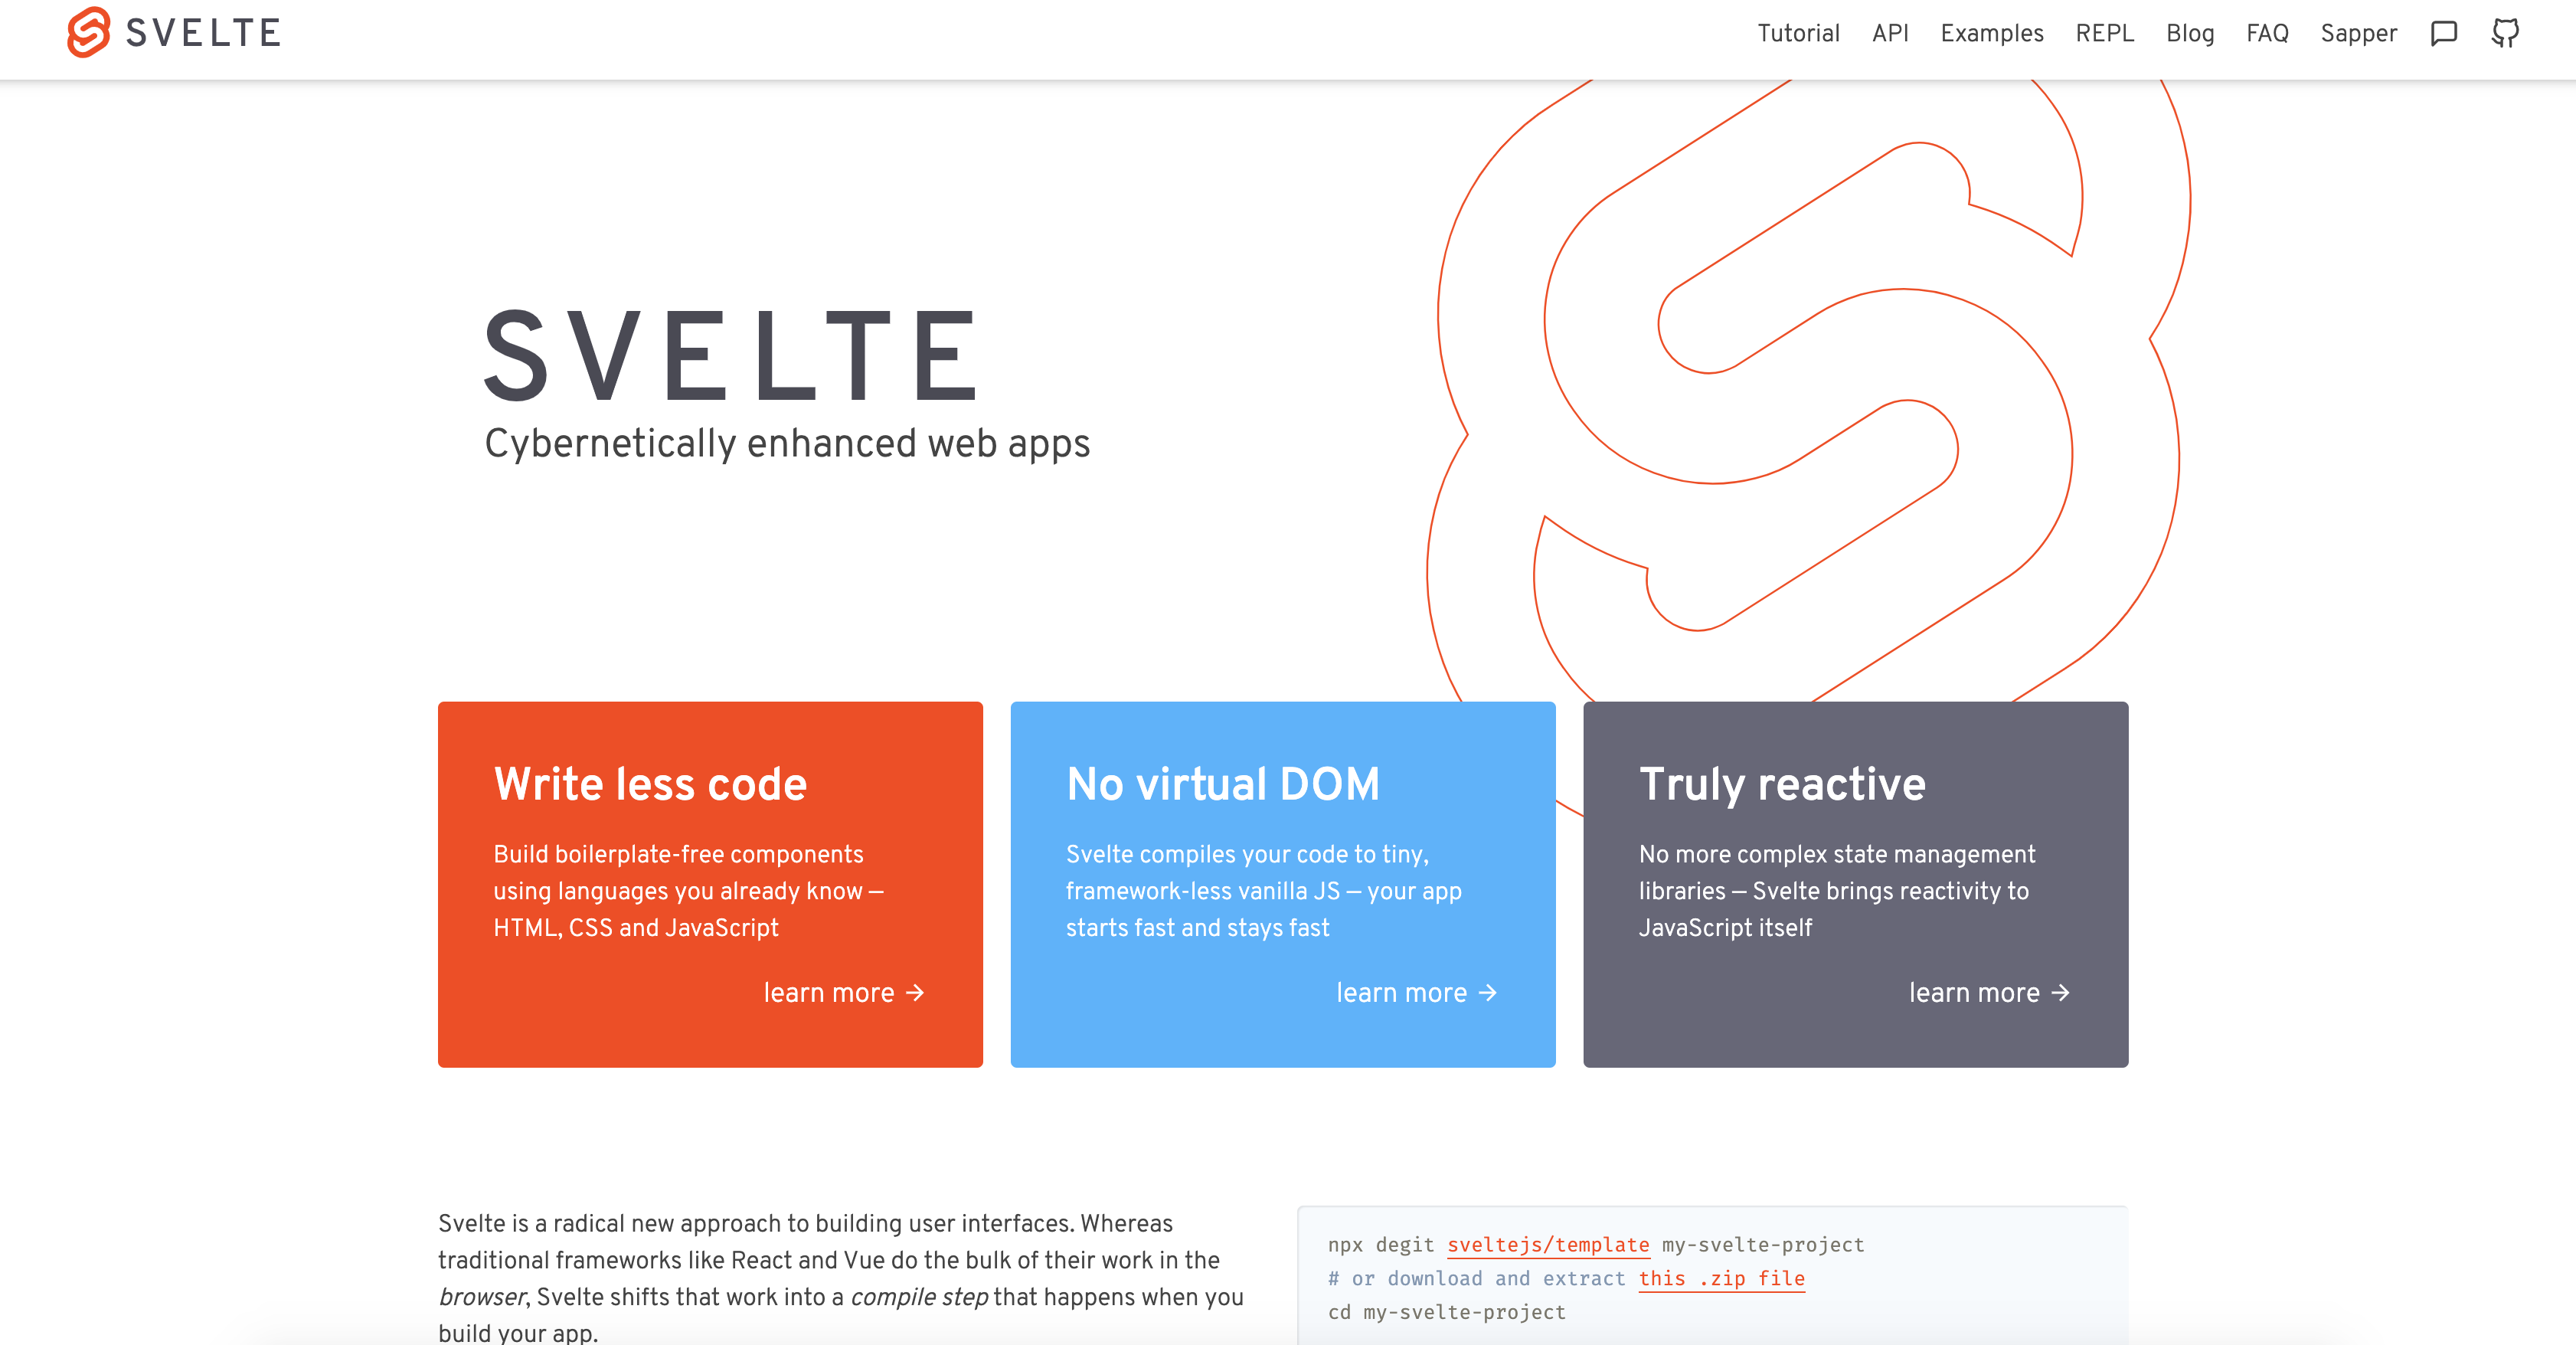 SVELTE
Tutorial API Examples REPL Blog FAQ Sapper
SVELTE
Cybernetically enhanced web apps
Write less code
Build boilerplate-free components
using languages you already know —
HTML, CSS and JavaScript
learn more →
No virtual DOM
Svelte compiles your code to tiny,
framework-less vanilla JS — your app
starts fast and stays fast
learn more →
Truly reactive
No more complex state management
libraries — Svelte brings reactivity to
JavaScript itself
learn more →
Svelte is a radical new approach to building user interfaces. Whereas
traditional frameworks like React and Vue do the bulk of their work in the
browser, Svelte shifts that work into a compile step that happens when you
build your app.
npx degit sveltejs/template my-svelte-project
# or download and extract this .zip file
cd my-svelte-project